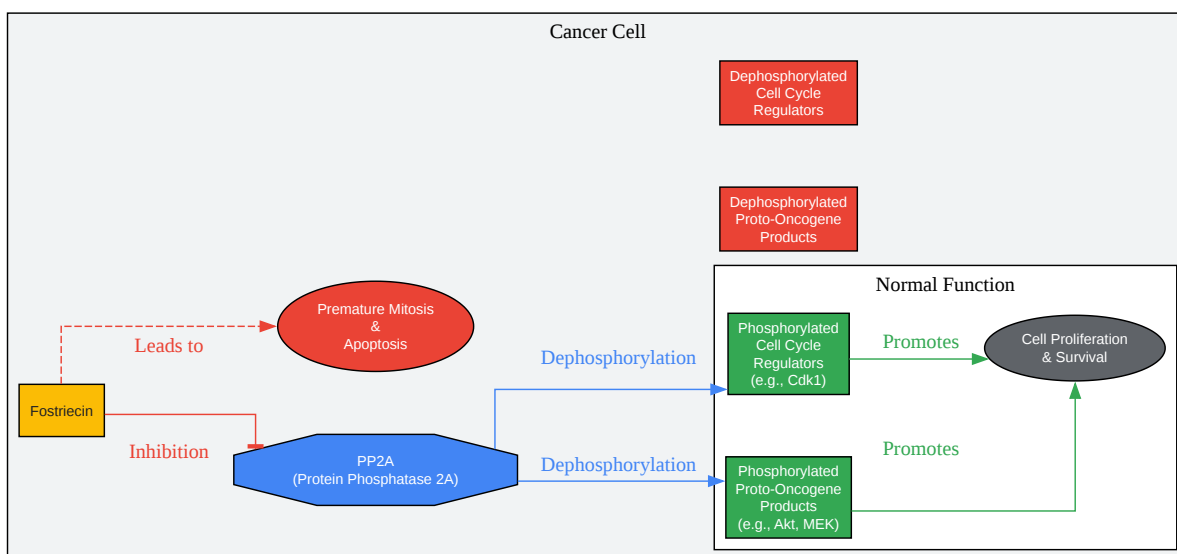 Cancer Cell
Dephosphorylated
Cell Cycle
Regulators
Dephosphorylated
Proto-Oncogene
Products
Normal Function
Premature Mitosis
&
Apoptosis
Leads to
Phosphorylated
Cell Cycle
Regulators
(e.g., Cdk1)
Promotes
Cell Proliferation
& Survival
Dephosphorylation
Fostriecin
Inhibition
PP2A
(Protein Phosphatase 2A)
Dephosphorylation
Phosphorylated
Proto-Oncogene
Products
(e.g., Akt, MEK)
Promotes